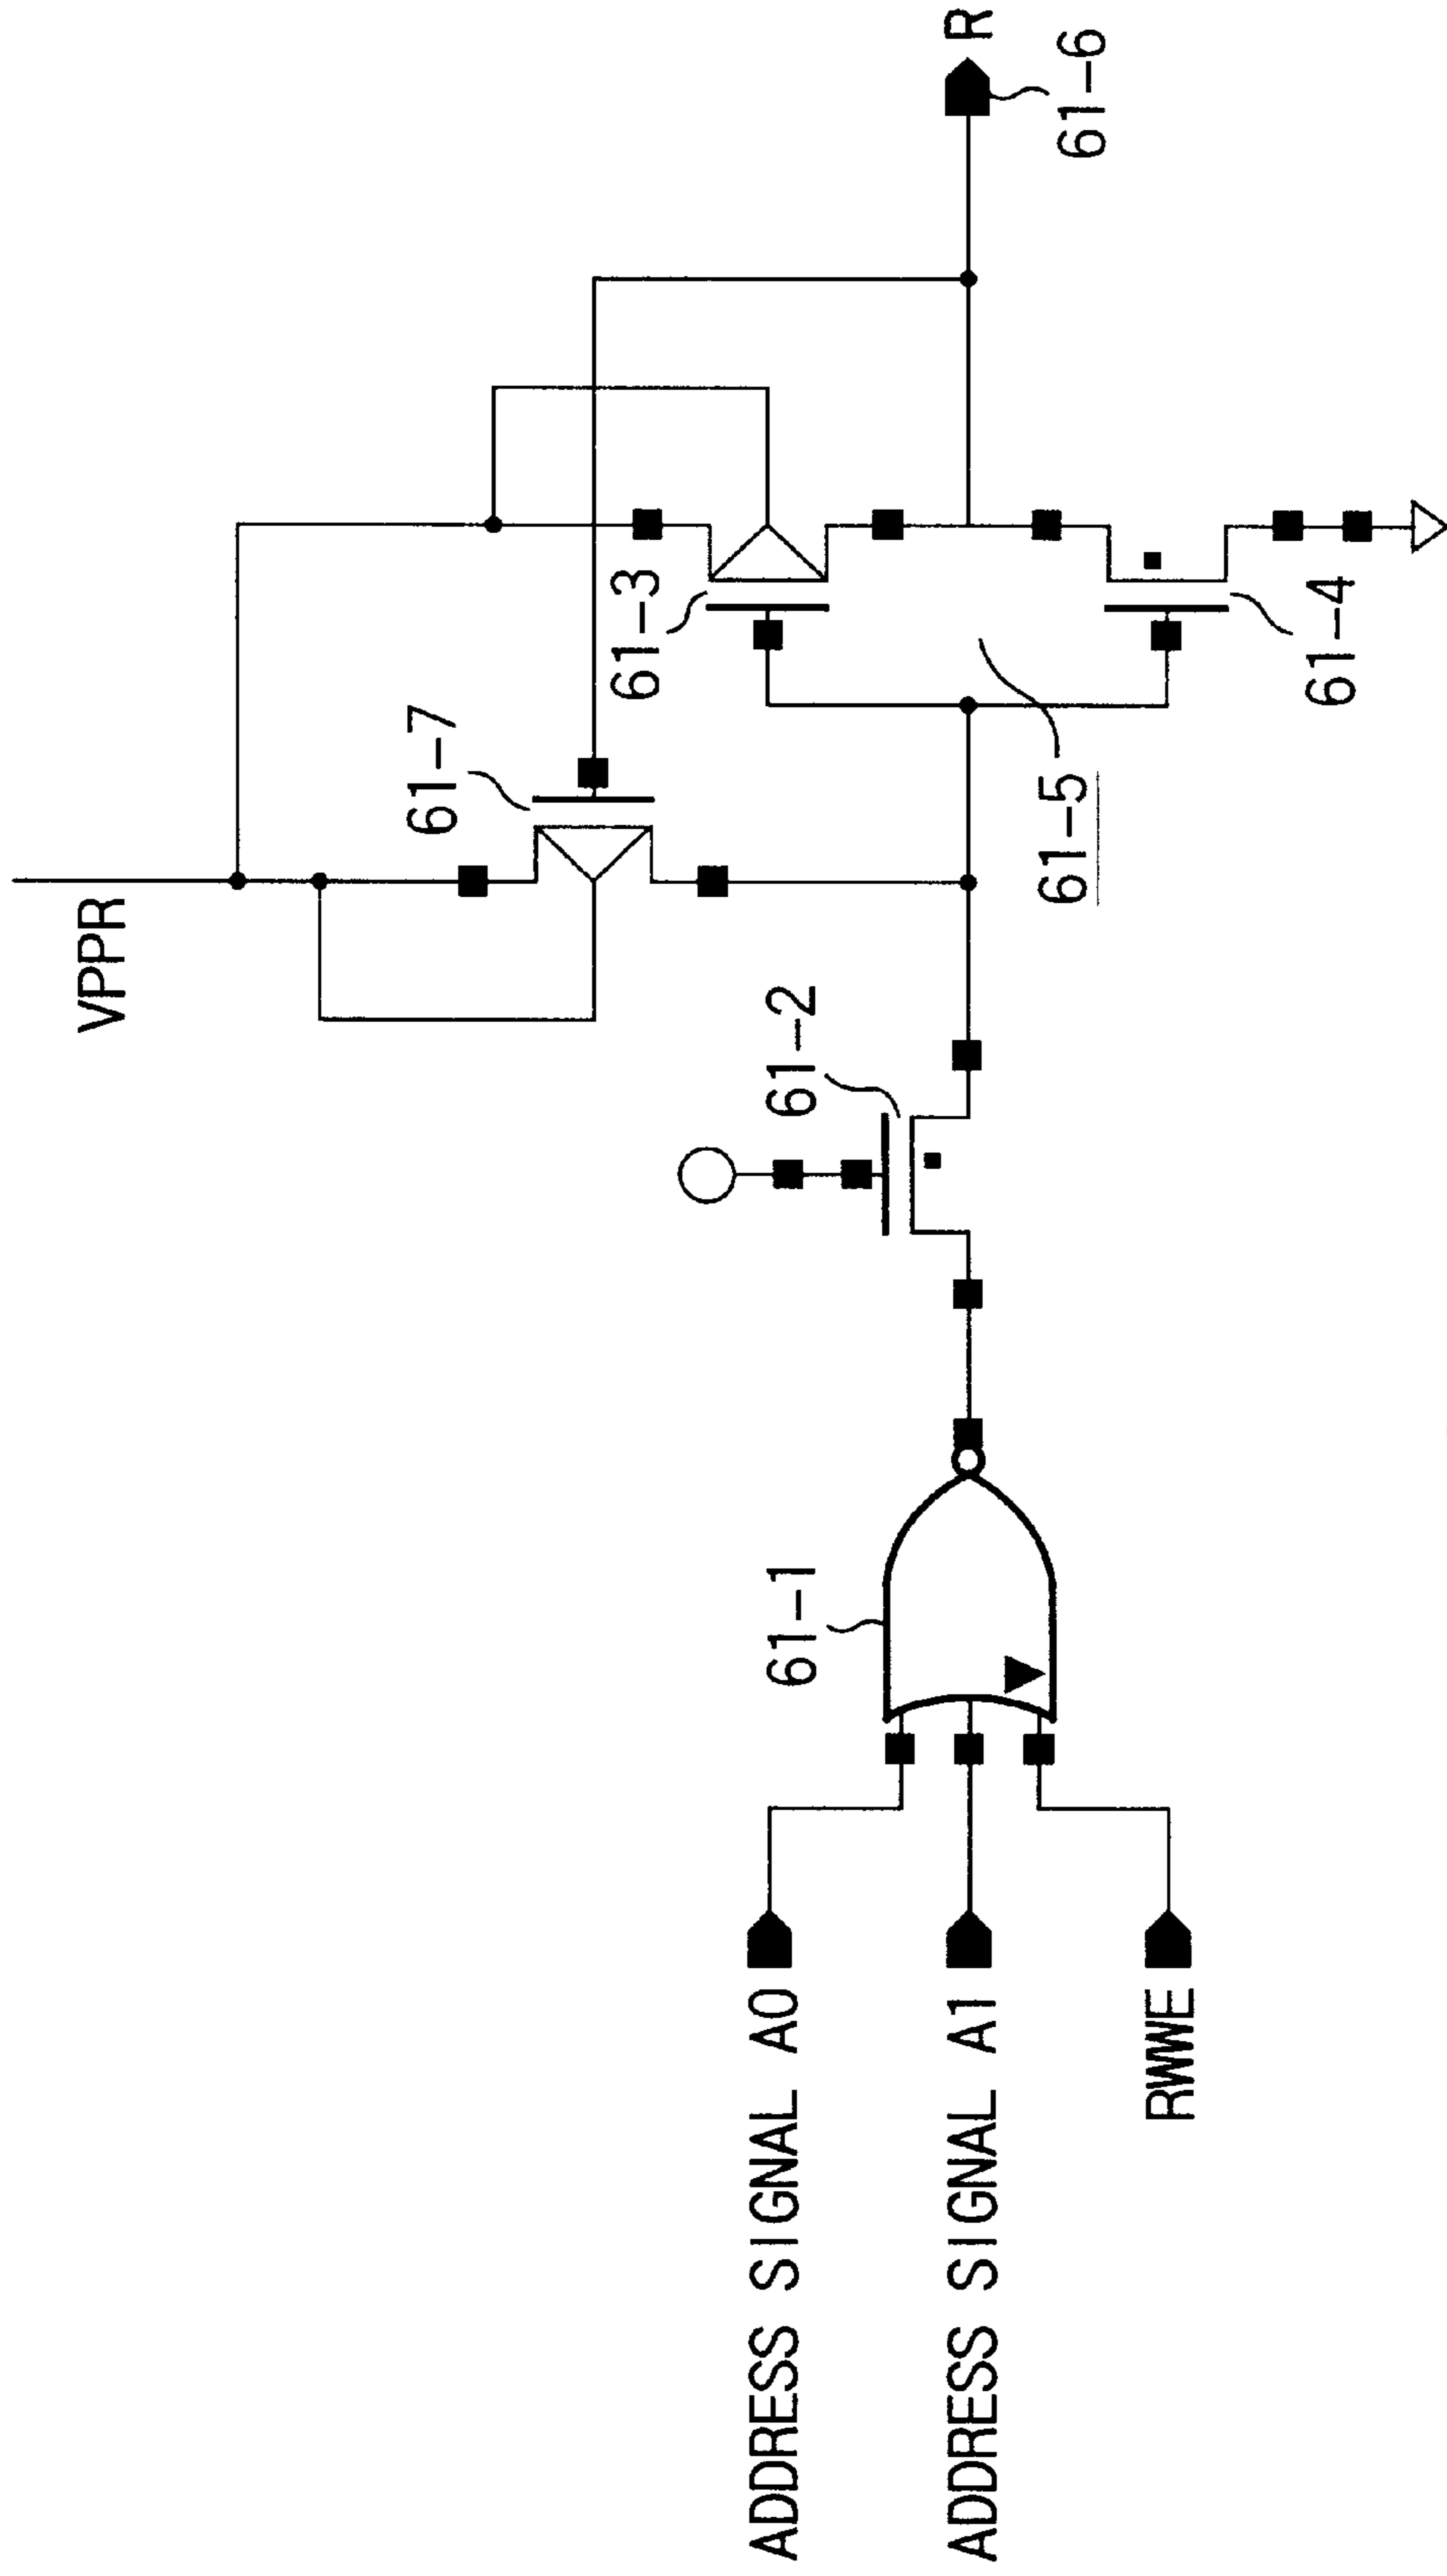 ADDRESS SIGNAL A0
ADDRESS SIGNAL A1
RWWE
61-1
61-2
VPPR
61-7
61-3
61-5
61-4
R
61-6